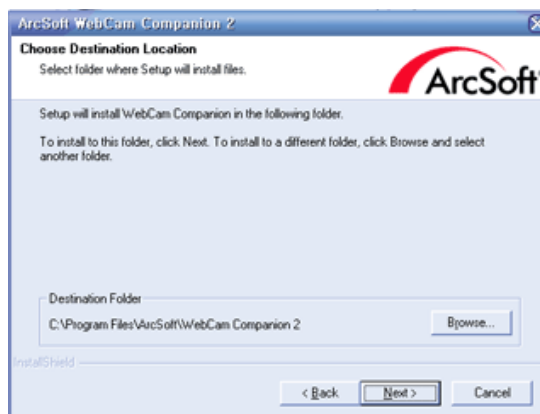 ArcSoft WebCam Companion 2
Choose Destination Location
Select folder where Setup will install files.
ArcSoft
Setup will install WebCam Companion in the following folder.
To install to this folder, click Next. To install to a different folder, click Browse and select
another folder.
Destination Folder
C:\Program Files\ArcSoft\WebCam Companion 2
Browse...
InstallShield
< Back
Next >
Cancel